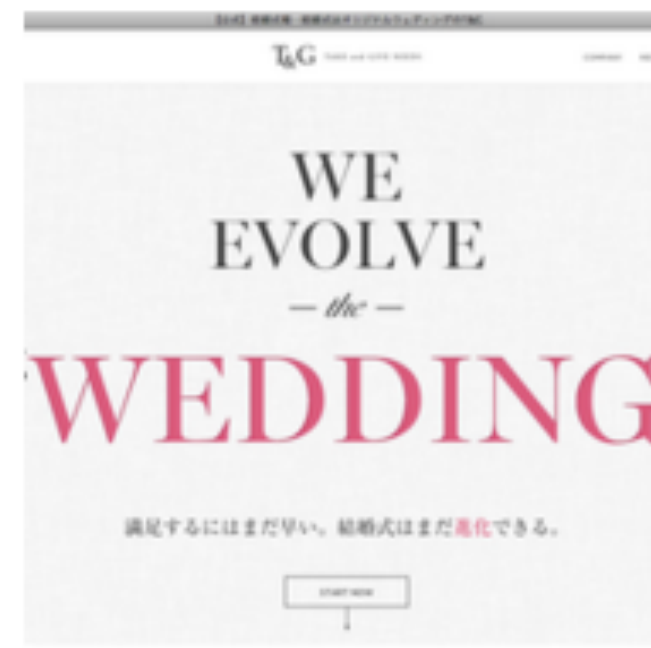 T&G
WE
EVOLVE
— the —
WEDDING
満足するにはまだ早い。結婚式はまだ進化できる。
START NOW